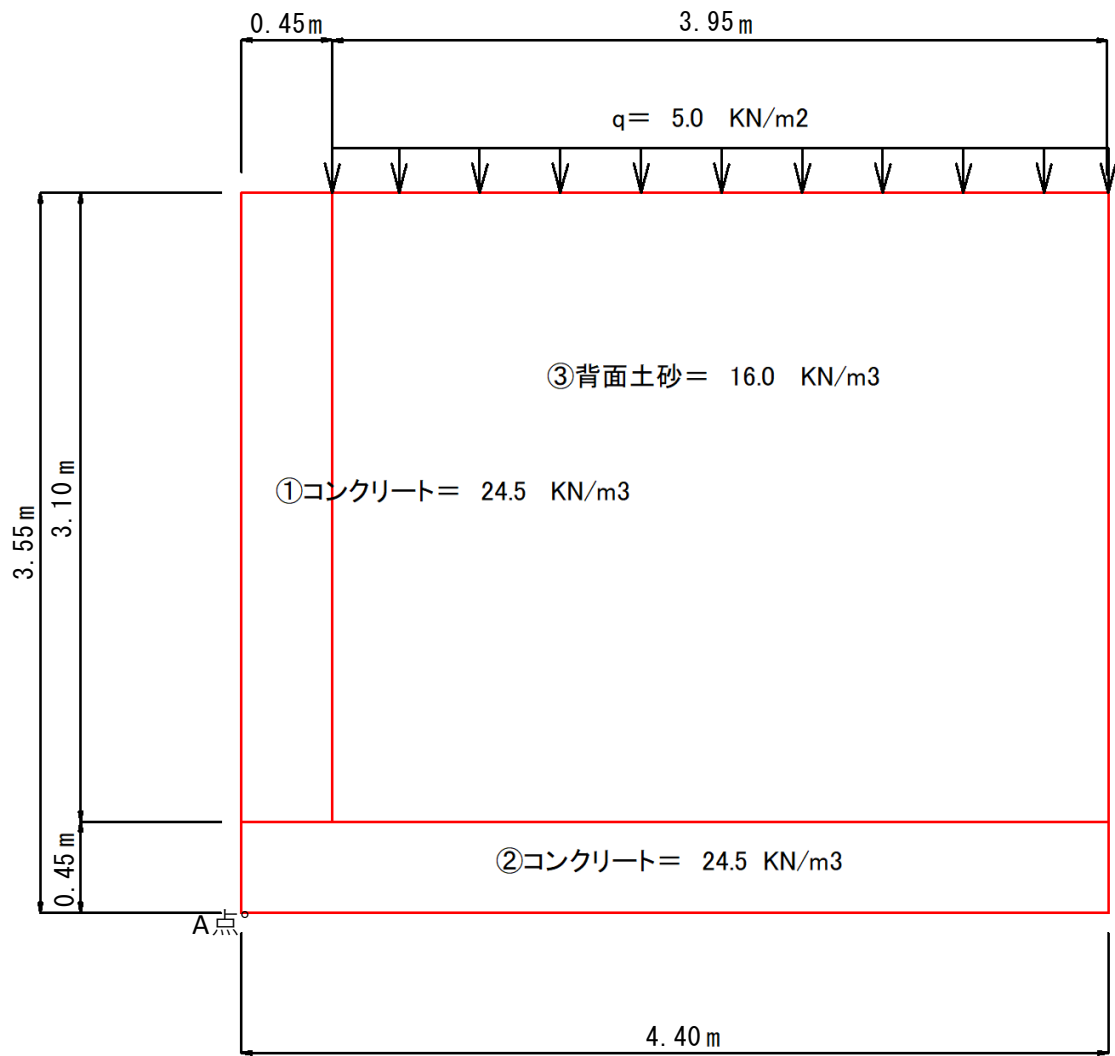 0.45m
3.95m
q＝ 5.0 KN/m2
③背面土砂＝ 16.0 KN/m3
①コンクリート＝ 24.5 KN/m3
3.55m
3.10m
0.45m
②コンクリート＝ 24.5 KN/m3
A点
4.40m